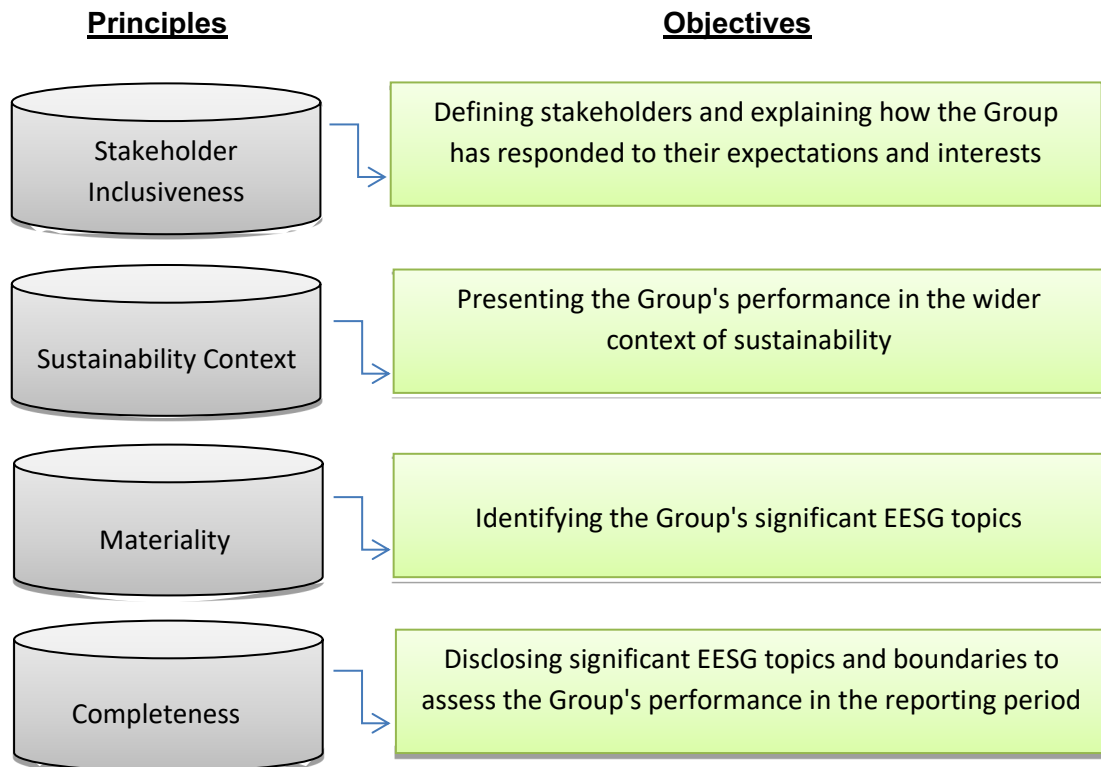 Principles
Objectives
Stakeholder
Inclusiveness
Defining stakeholders and explaining how the Group
has responded to their expectations and interests
Sustainability Context
Presenting the Group's performance in the wider
context of sustainability
Materiality
Identifying the Group's significant EESG topics
Completeness
Disclosing significant EESG topics and boundaries to
assess the Group's performance in the reporting period